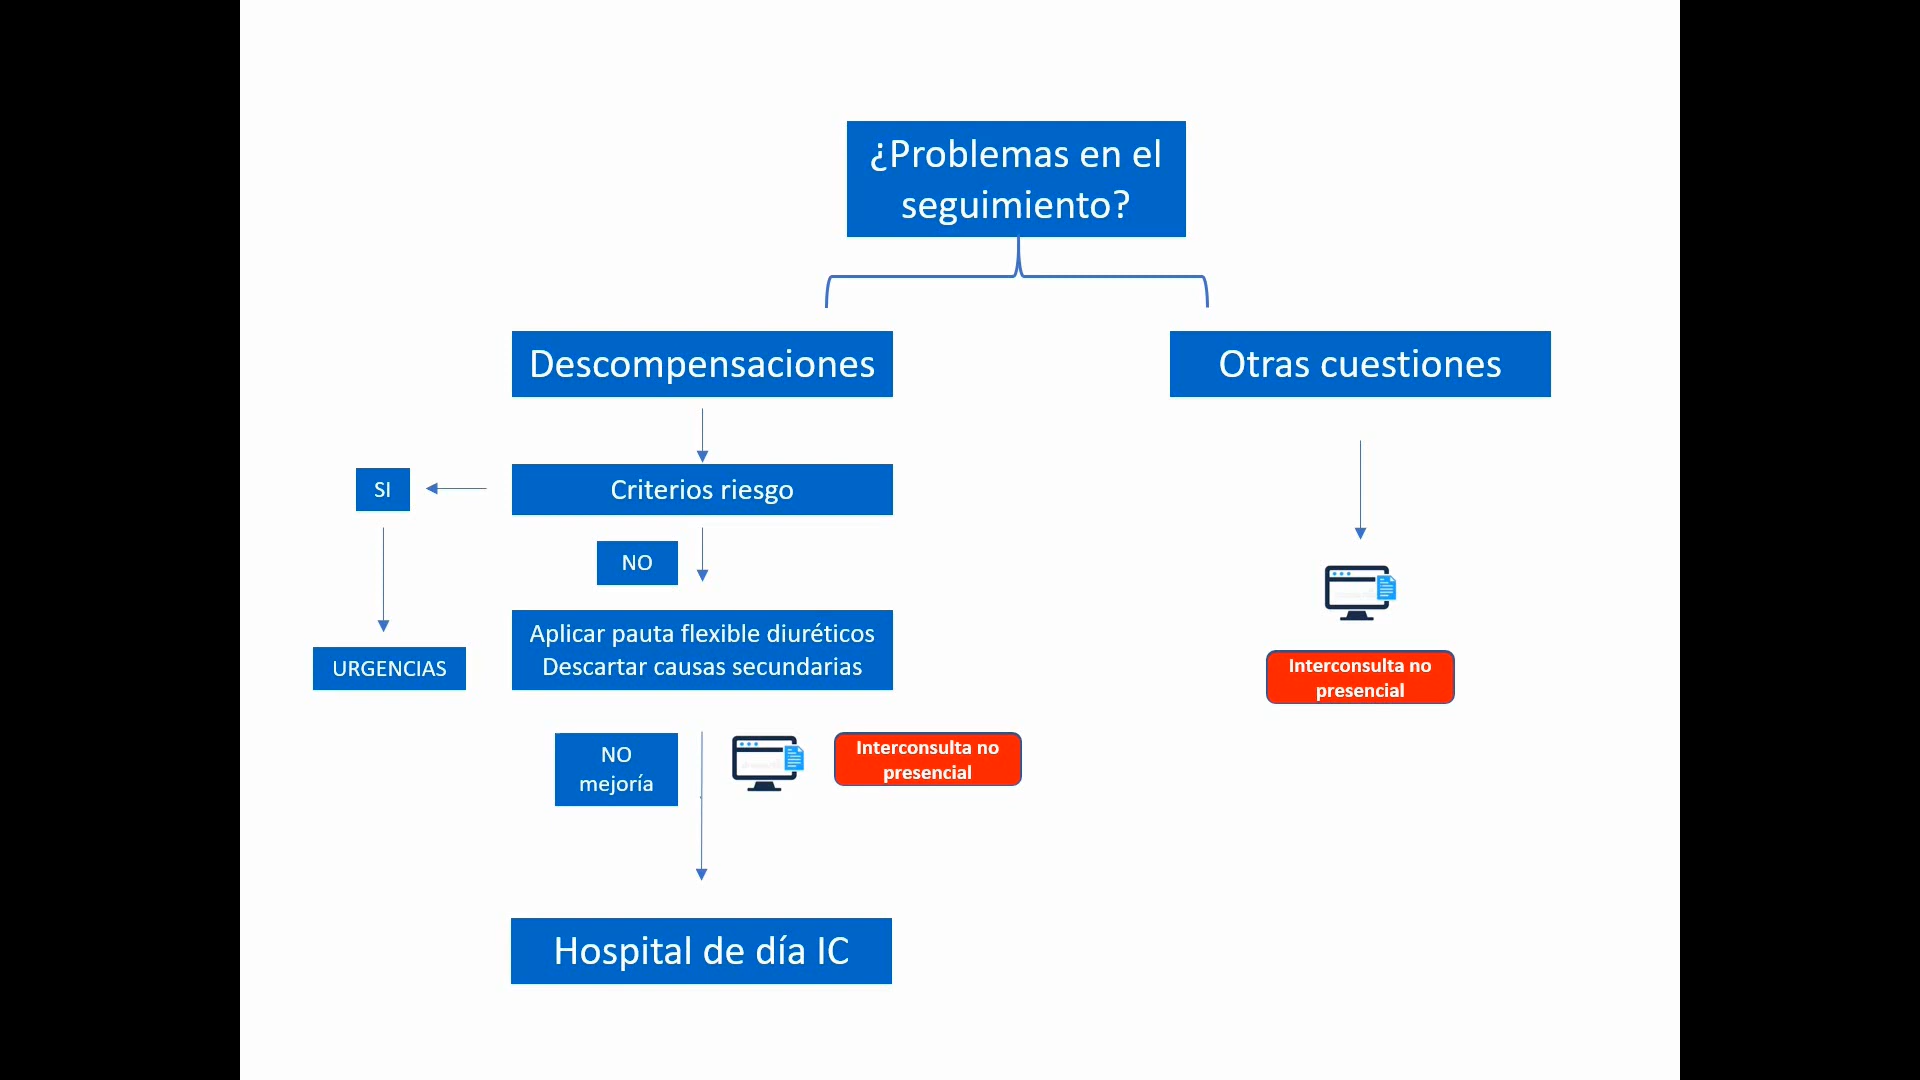 ¿Problemas en el
seguimiento?
Descompensaciones
Otras cuestiones
SI
Criterios riesgo
NO
URGENCIAS
Aplicar pauta flexible diuréticos
Descartar causas secundarias
Interconsulta no
presencial
NO
mejoría
Interconsulta no
presencial
Hospital de día IC